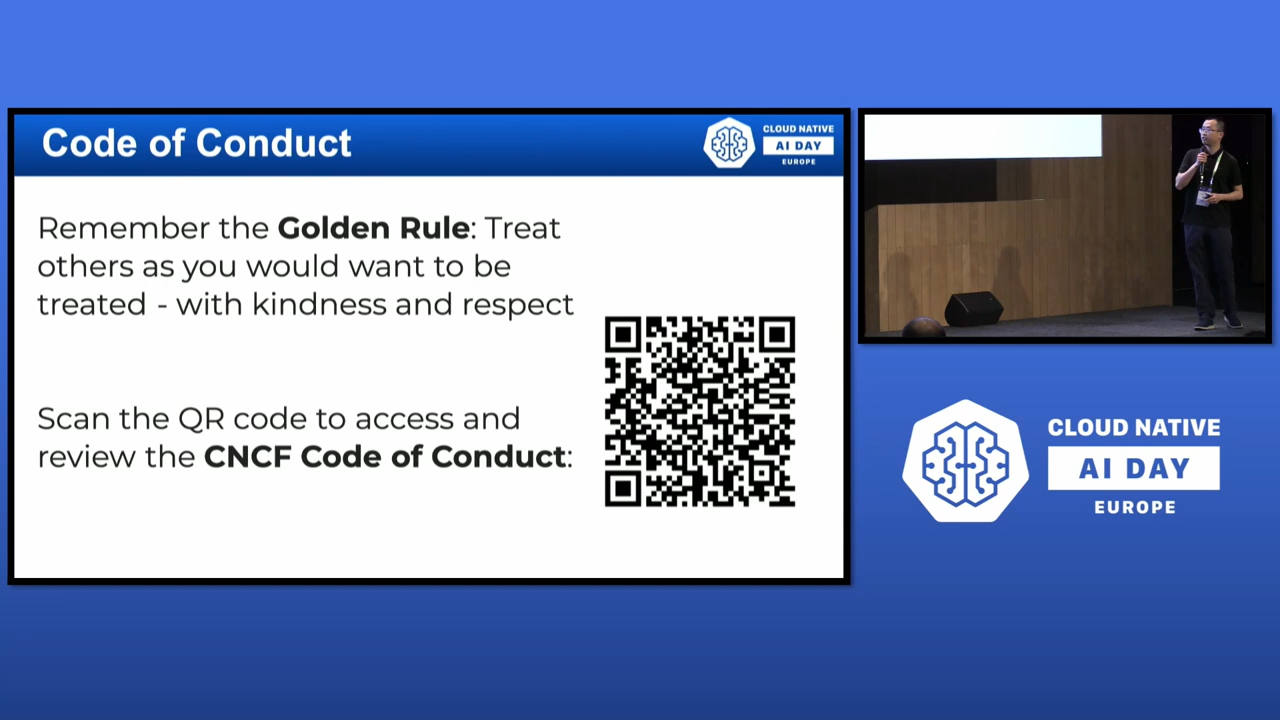 Code of Conduct
CLOUD NATIVE
AI DAY
EUROPE
Remember the Golden Rule: Treat
others as you would want to be
treated - with kindness and respect
Scan the QR code to access and
review the CNCF Code of Conduct:
CLOUD NATIVE
AI DAY
EUROPE